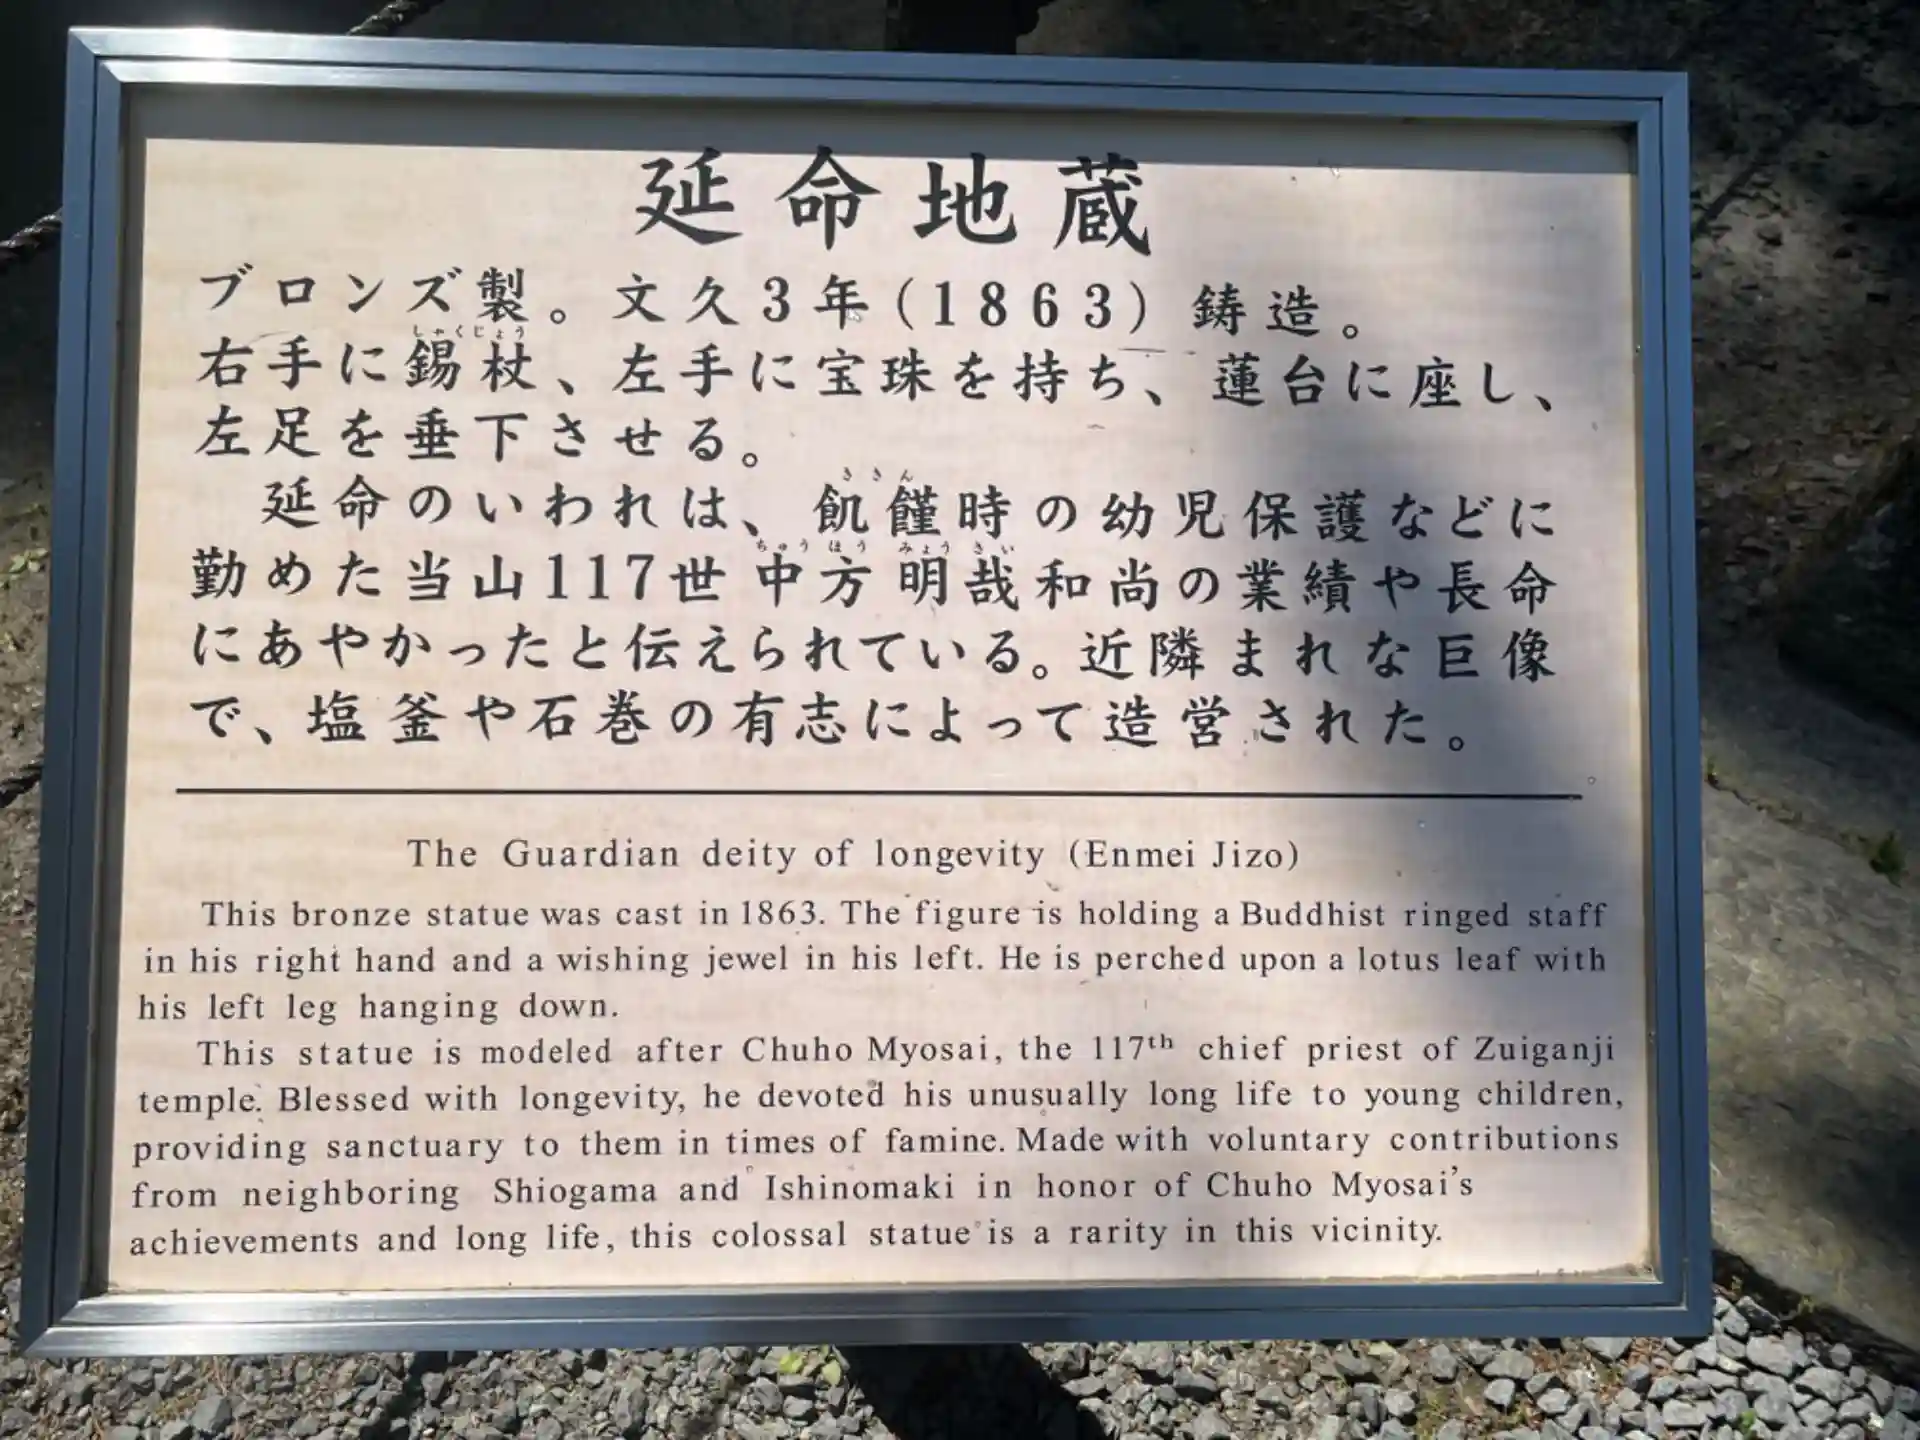 延命地蔵
ブロンズ製。文久3年(1863)鋳造。
しゃくじょう
右手に錫杖、左手に宝珠を持ち、蓮台に座し、
左足を垂下させる。
ききん
延命のいわれは、飢饉時の幼児保護などに
ちゅうほう みょうさい
勤めた当山117世中方明哉和尚の業績や長命
にあやかったと伝えられている。近隣まれな巨像
で、塩釜や石巻の有志によって造営された。
The Guardian deity of longevity (Enmei Jizo)
This bronze statue was cast in 1863. The figure is holding a Buddhist ringed staff
in his right hand and a wishing jewel in his left. He is perched upon a lotus leaf with
his left leg hanging down.
This statue is modeled after Chuho Myosai, the 117th chief priest of Zuiganji
temple. Blessed with longevity, he devoted his unusually long life to young children,
providing sanctuary to them in times of famine. Made with voluntary contributions
from neighboring Shiogama and Ishinomaki in honor of Chuho Myosai's
achievements and long life, this colossal statue is a rarity in this vicinity.